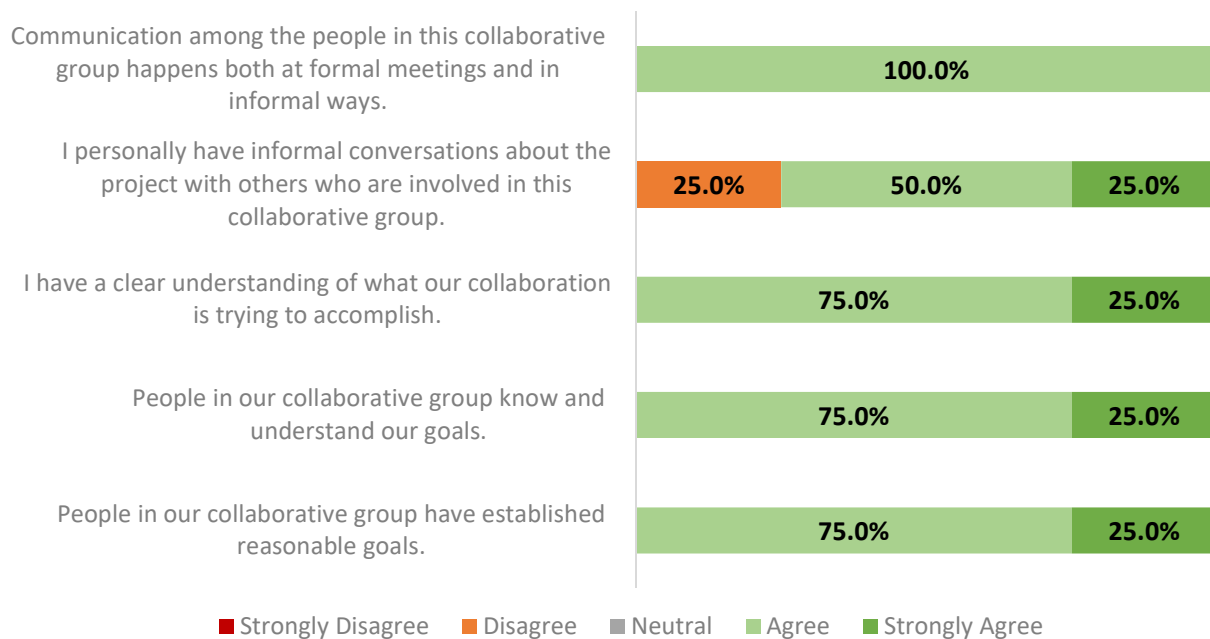 Communication among the people in this collaborative
group happens both at formal meetings and in
informal ways.
100.0%
I personally have informal conversations about the
project with others who are involved in this
collaborative group.
25.0% 50.0% 25.0%
I have a clear understanding of what our collaboration
is trying to accomplish.
75.0% 25.0%
People in our collaborative group know and
understand our goals.
75.0% 25.0%
People in our collaborative group have established
reasonable goals.
75.0% 25.0%
Strongly Disagree Disagree Neutral Agree Strongly Agree